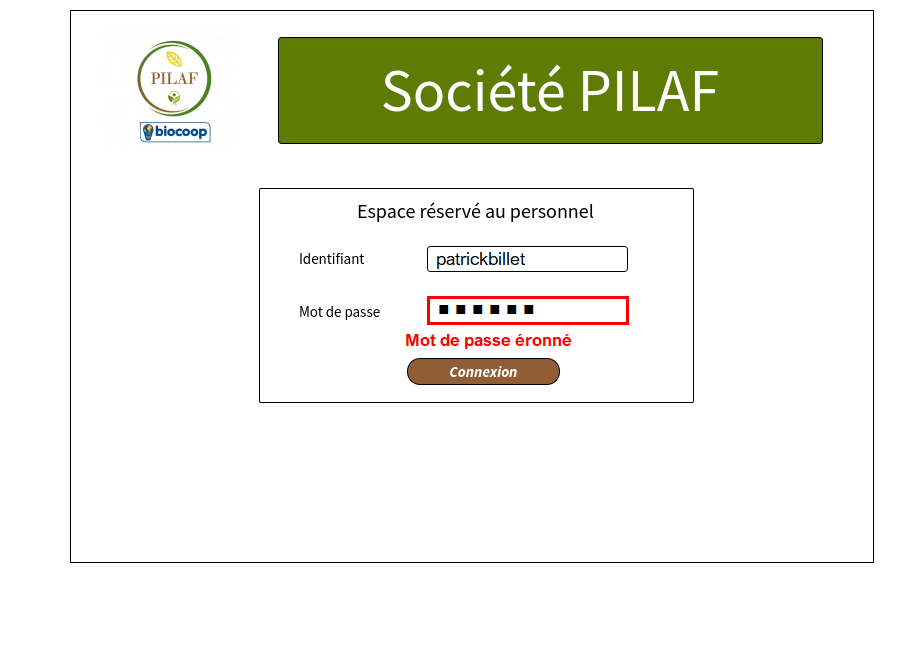 PILAF
biocoop
Société PILAF
Espace réservé au personnel
Identifiant
patrickbillet
Mot de passe
Mot de passe éronné
Connexion